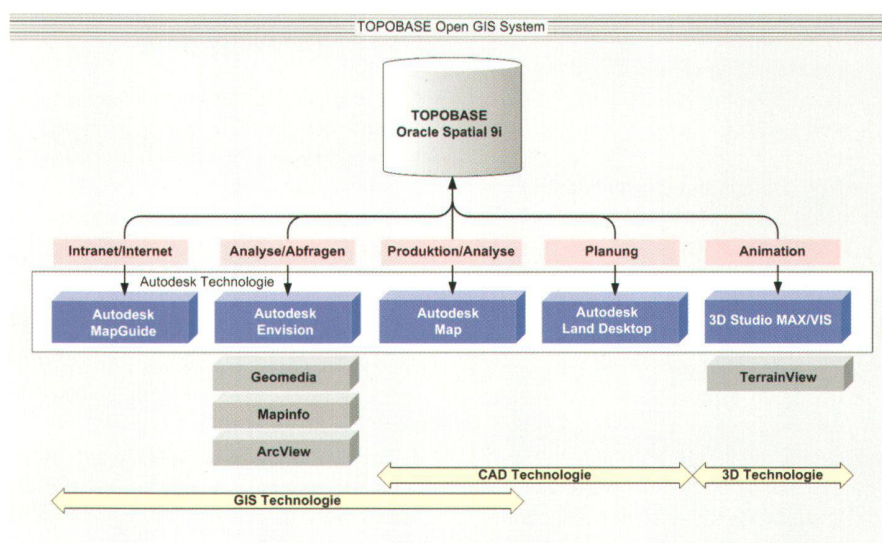 TOPOBASE Open GIS System
TOPOBASE
Oracle Spatial 9i
Intranet/Internet
Analyse/Abfragen
Produktion/Analyse
Planung
Animation
Autodesk Technologie
Autodesk
MapGuide
Autodesk
Envision
Autodesk
Map
Autodesk
Land Desktop
3D Studio MAX/VIS
Geomedia
TerrainView
Mapinfo
ArcView
CAD Technologie
3D Technologie
GIS Technologie